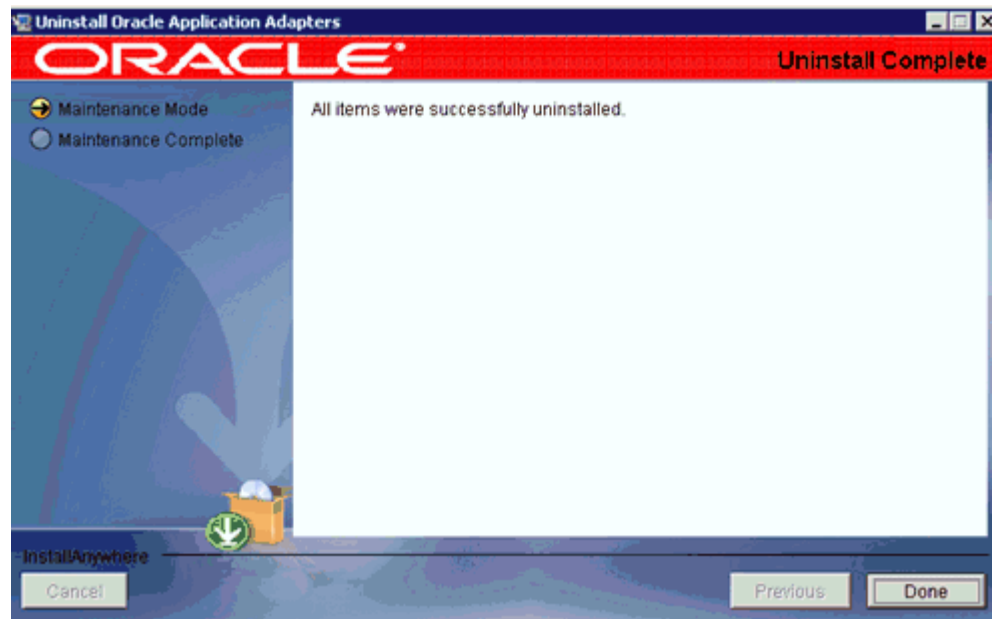 Uninstall Oracle Application Adapters
ORACLE
Uninstall Complete
Maintenance Mode
Maintenance Complete
All items were successfully uninstalled.
InstallAnywhere
Cancel
Previous
Done